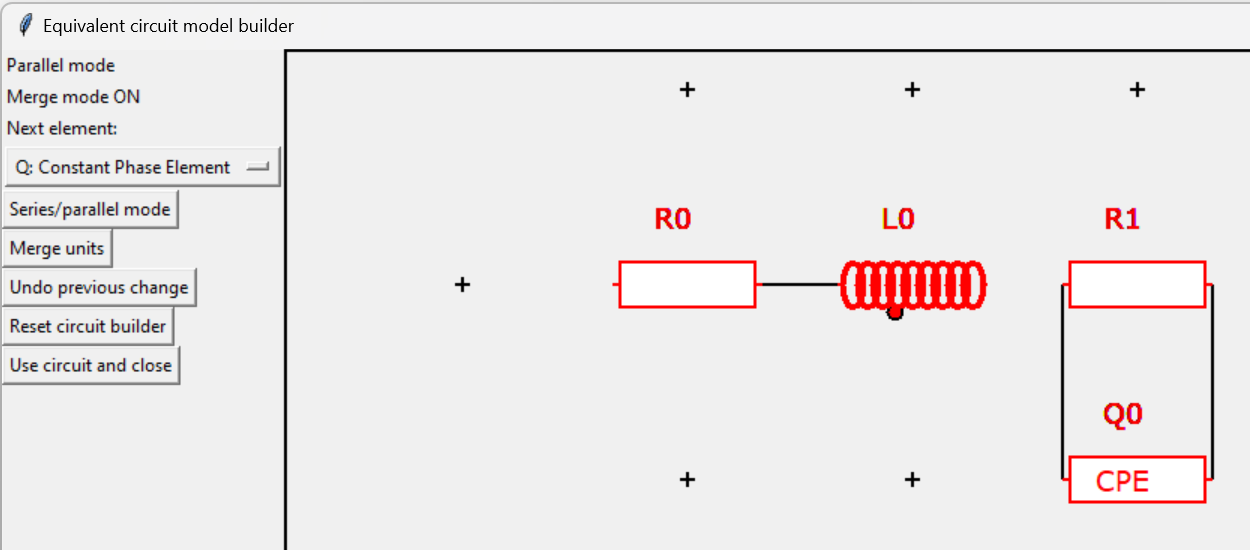 Equivalent circuit model builder
Parallel mode
Merge mode ON
Next element:
Q: Constant Phase Element
Series/parallel mode
Merge units
Undo previous change
Reset circuit builder
Use circuit and close
R0
L0
R1
Q0
CPE